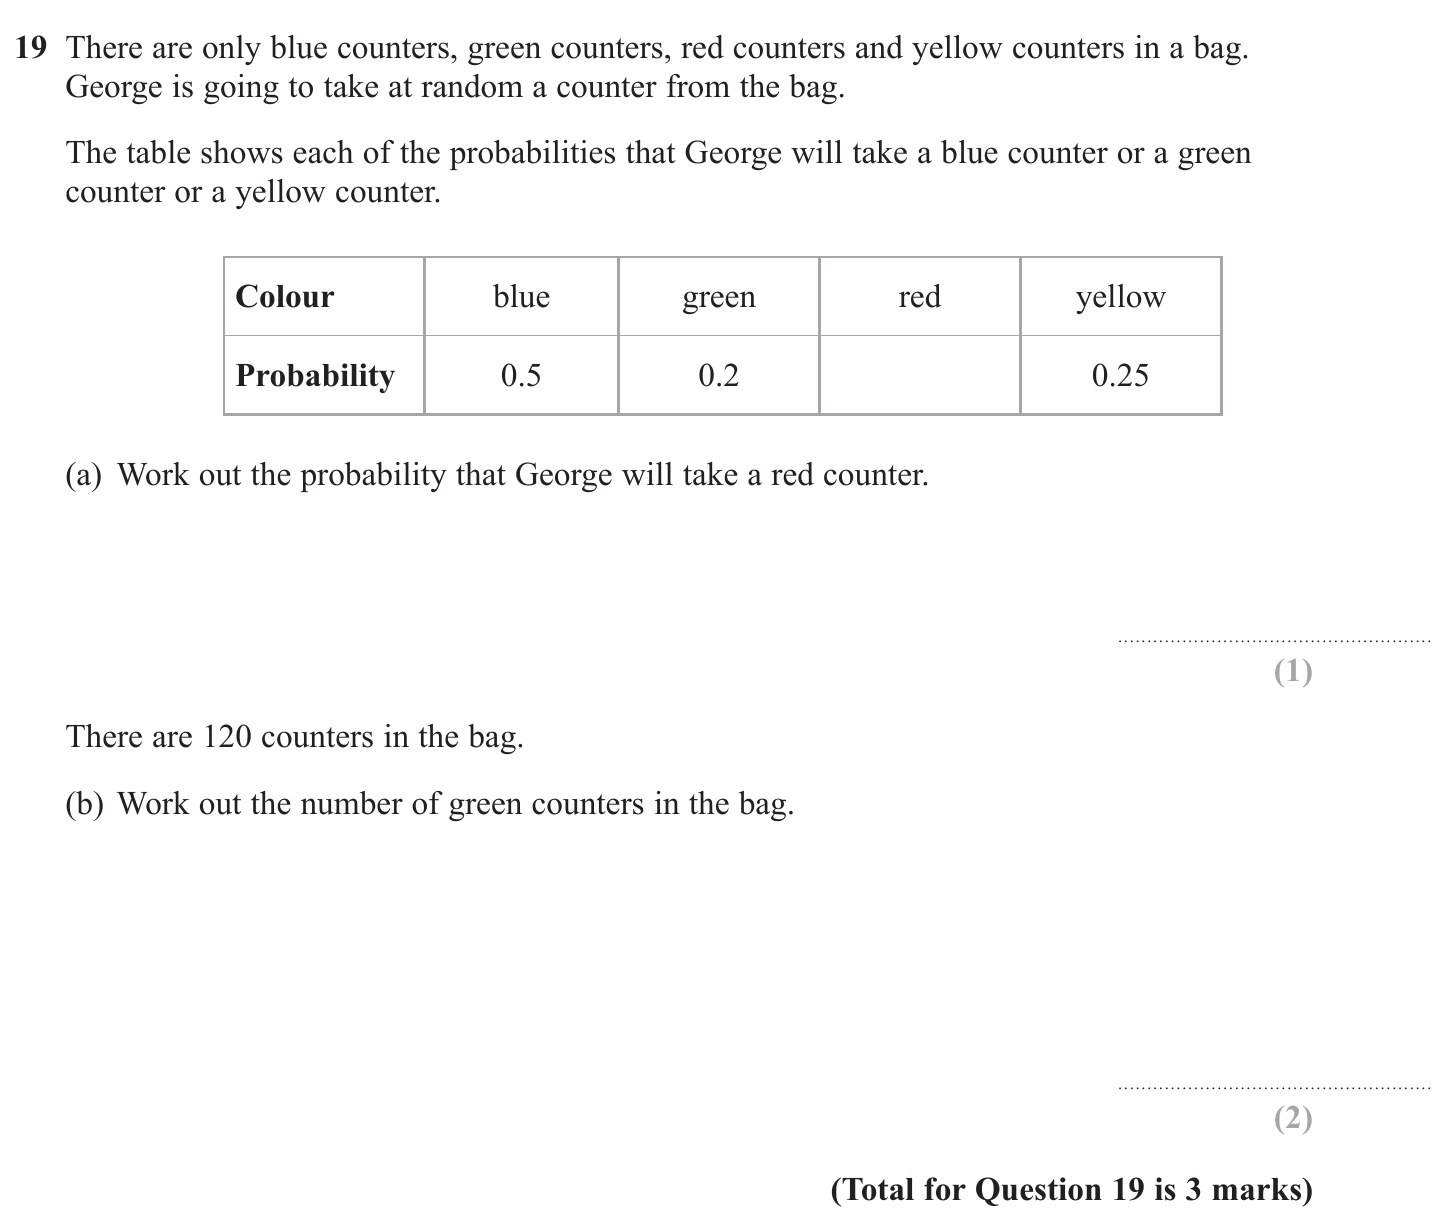 19 There are only blue counters, green counters, red counters and yellow counters in a bag.
George is going to take at random a counter from the bag.
The table shows each of the probabilities that George will take a blue counter or a green
counter or a yellow counter.
Colour blue green red yellow
Probability 0.5 0.2 0.25
(a) Work out the probability that George will take a red counter.
(1)
There are 120 counters in the bag.
(b) Work out the number of green counters in the bag.
(2)
(Total for Question 19 is 3 marks)